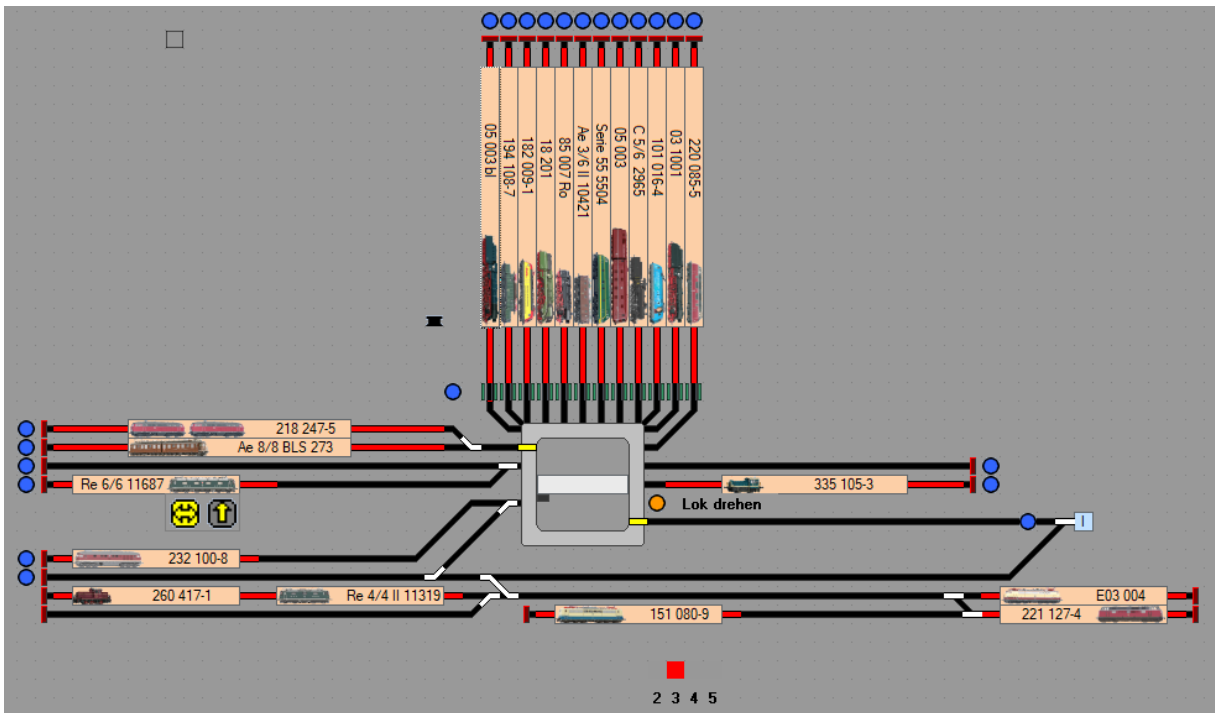 05 003 bl
194 108-7
182 009-1
18 201
85 007 Ro
Ae 3/6 II 10421
Serie 55 5504
05 003
C 5/6 2965
101 016-4
03 1001
220 085-5
218 247-5
Ae 8/8 BLS 273
Re 6/6 11687
335 105-3
Lok drehen
I
232 100-8
260 417-1 Re 4/4 II 11319 E03 004
151 080-9 221 127-4
2 3 4 5